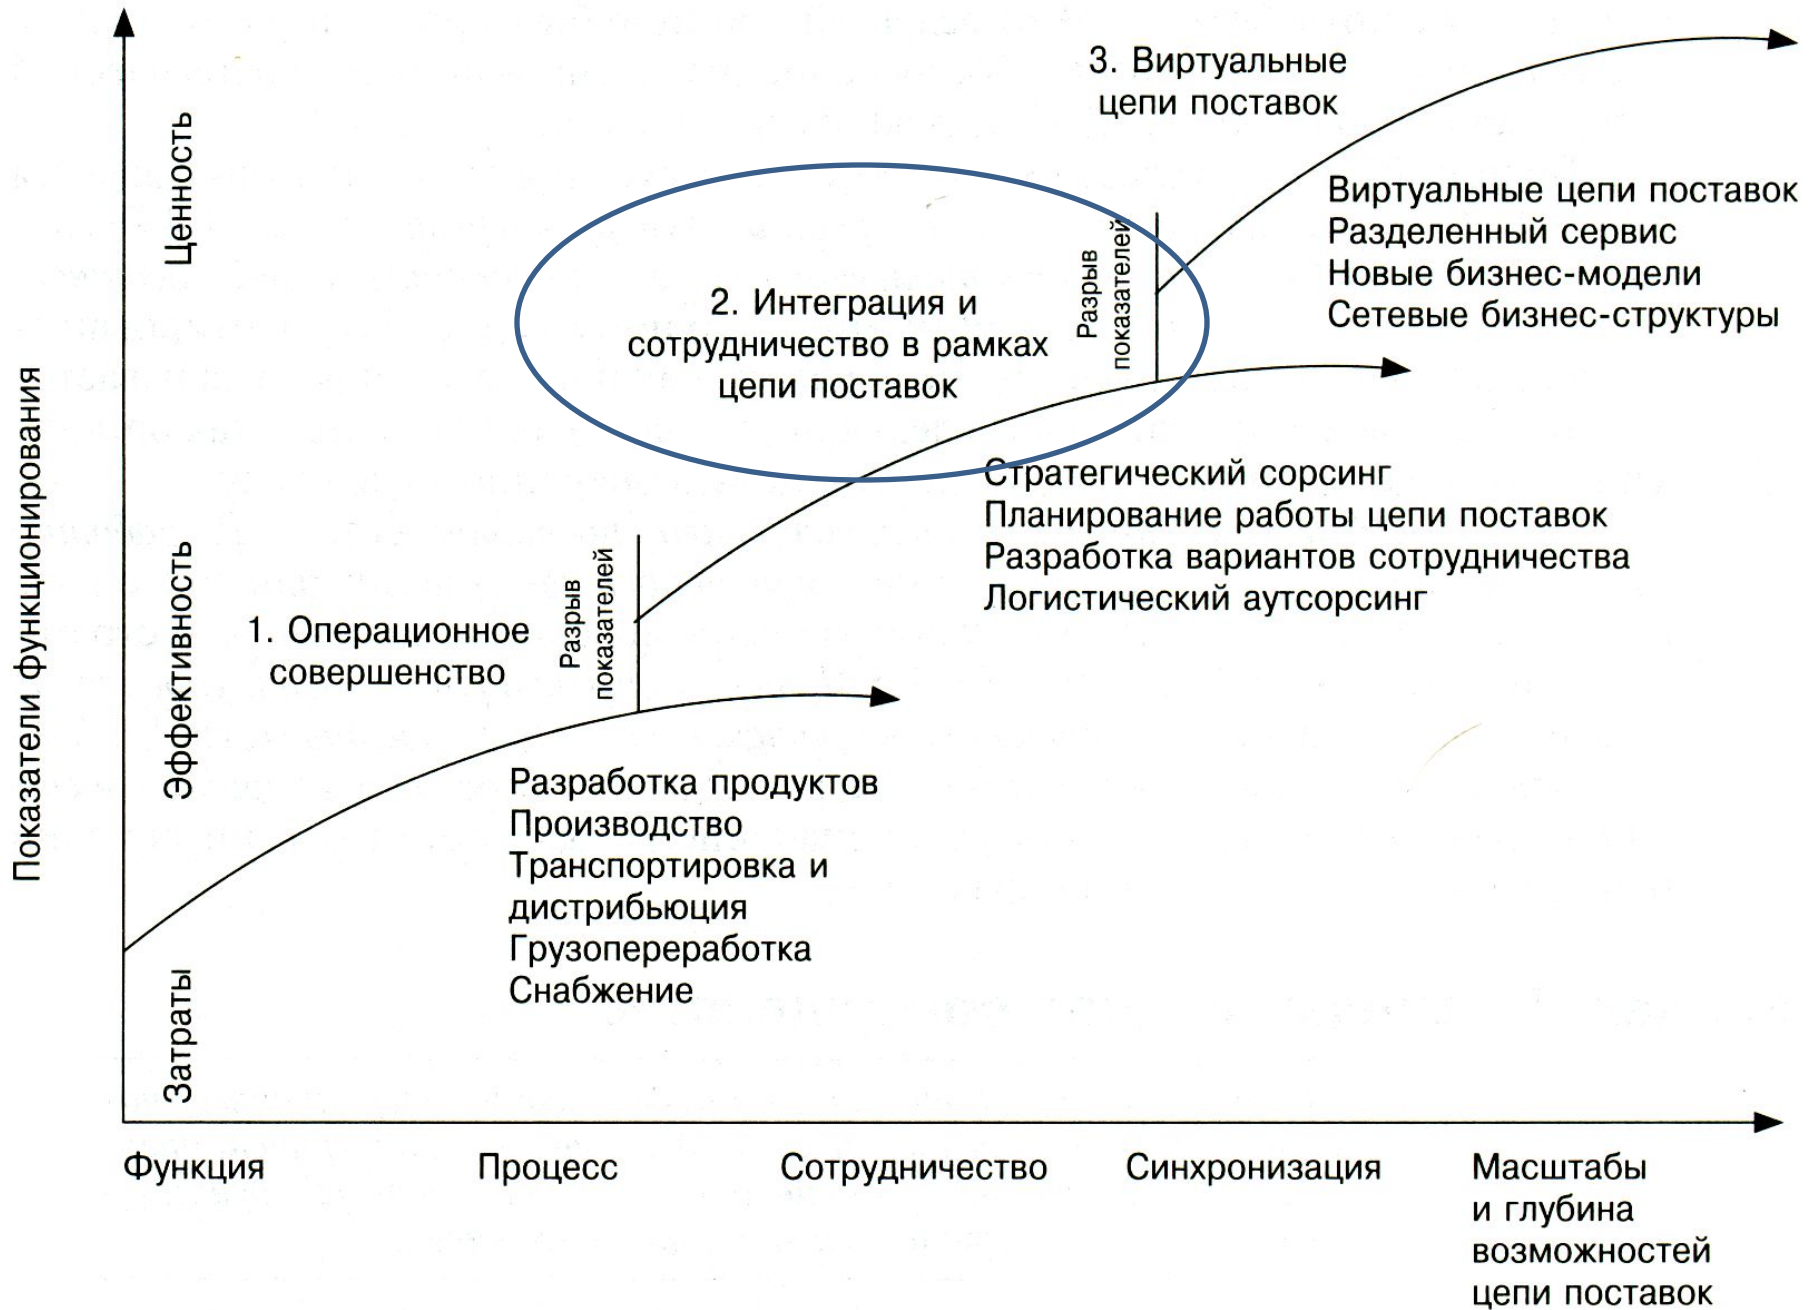 3. Виртуальные
цепи поставок
Ценность
Виртуальные цепи поставок
Разделенный сервис
Новые бизнес-модели
Сетевые бизнес-структуры
Разрыв
показателей
2. Интеграция и
сотрудничество в рамках
цепи поставок
Показатели функционирования
Стратегический сорсинг
Планирование работы цепи поставок
Разработка вариантов сотрудничества
Логистический аутсорсинг
Эффективность
1. Операционное
совершенство
Разрыв
показателей
Разработка продуктов
Производство
Транспортировка и
дистрибьюция
Грузопереработка
Снабжение
Затраты
Функция
Процесс
Сотрудничество
Синхронизация
Масштабы
и глубина
возможностей
цепи поставок